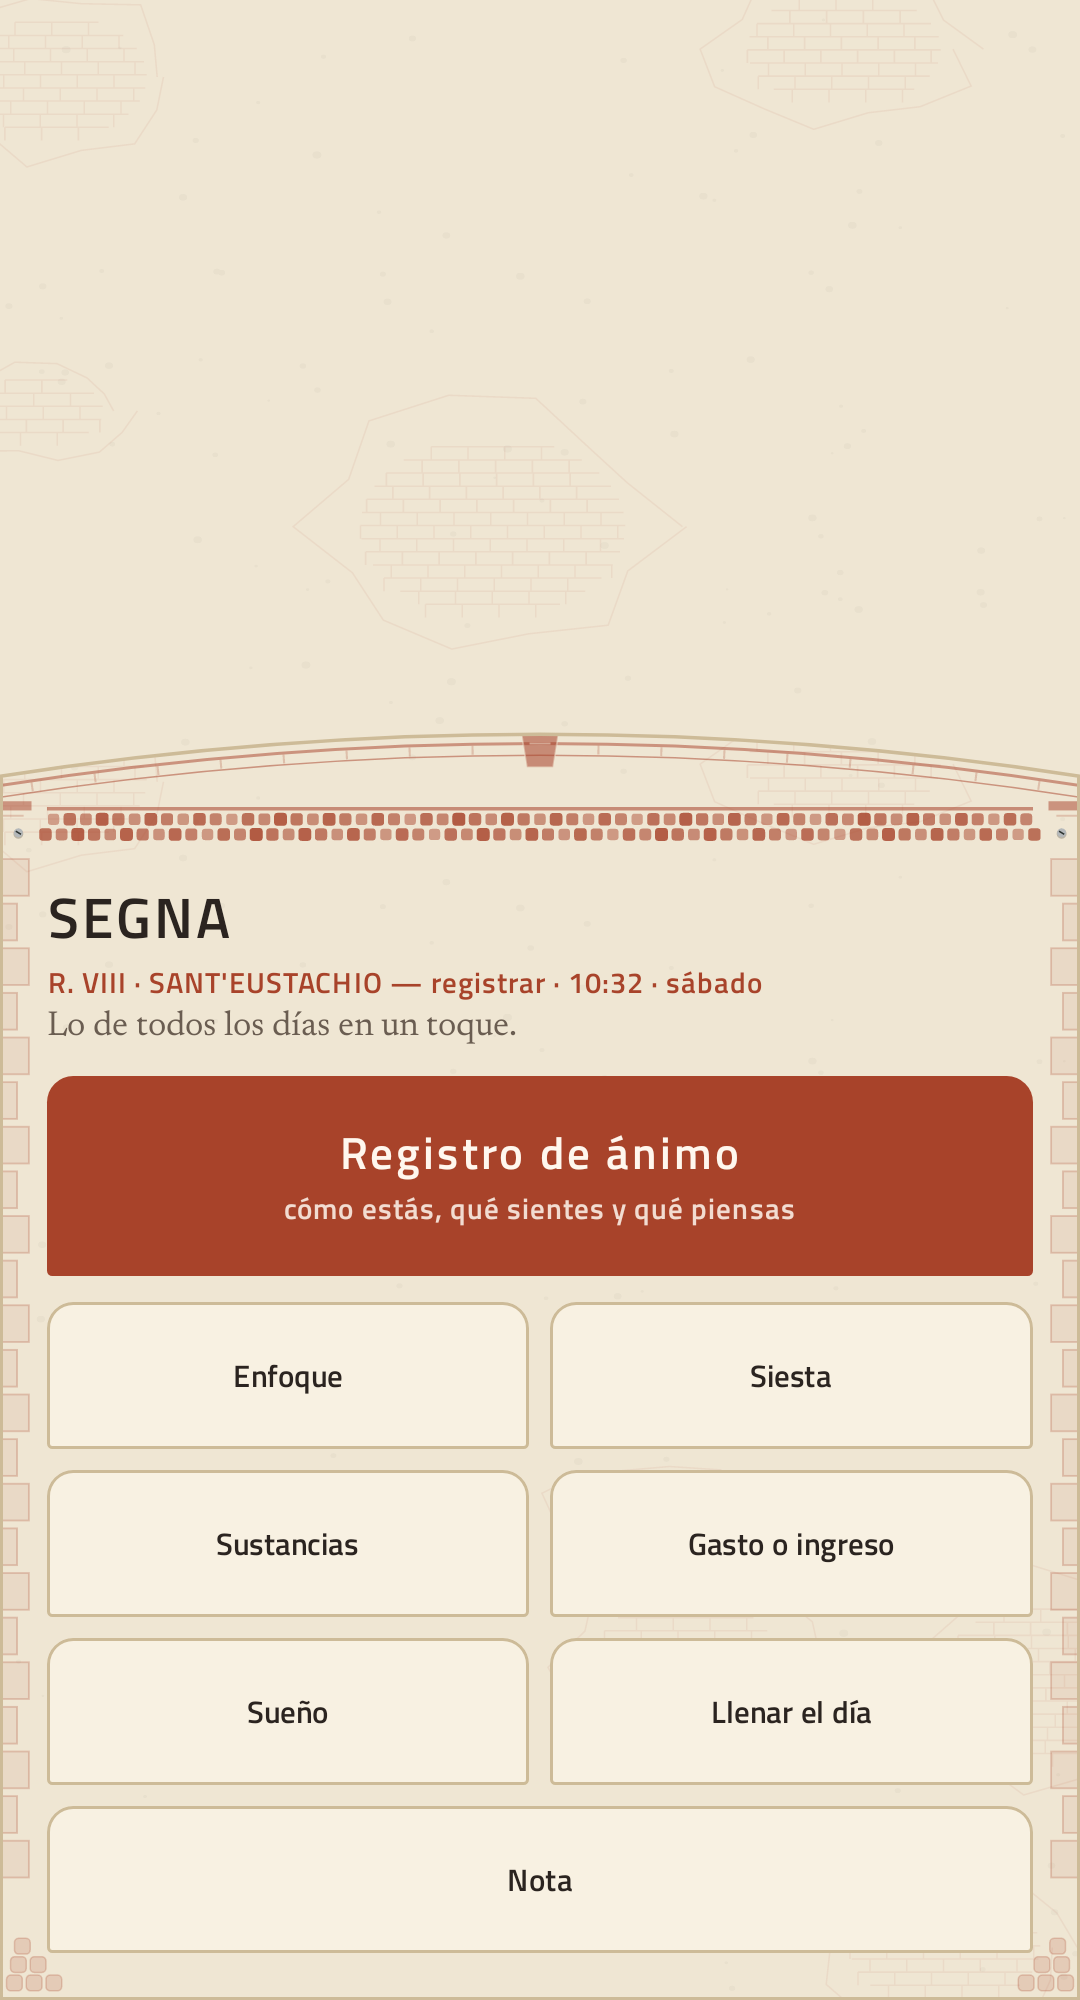 SEGNA
R. VIII · SANT'EUSTACHIO — registrar · 10:32 · sábado
Lo de todos los días en un toque.
Registro de ánimo
cómo estás, qué sientes y qué piensas
Enfoque
Siesta
Sustancias
Gasto o ingreso
Sueño
Llenar el día
Nota